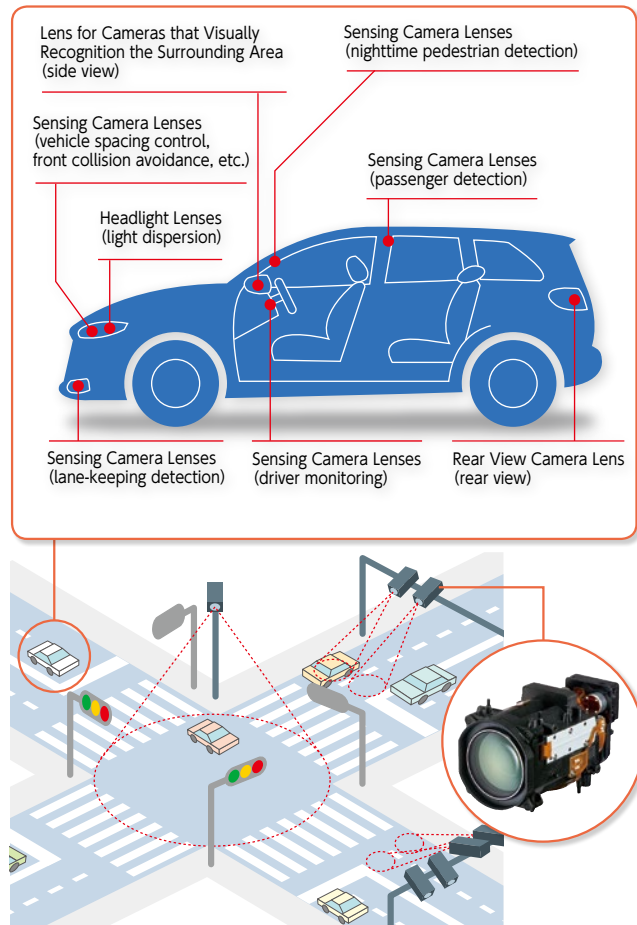 Lens for Cameras that Visually
Recognition the Surrounding Area
(side view)
Sensing Camera Lenses
(nighttime pedestrian detection)
Sensing Camera Lenses
(vehicle spacing control,
front collision avoidance, etc.)
Sensing Camera Lenses
(passenger detection)
Headlight Lenses
(light dispersion)
Sensing Camera Lenses
(lane-keeping detection)
Sensing Camera Lenses
(driver monitoring)
Rear View Camera Lens
(rear view)